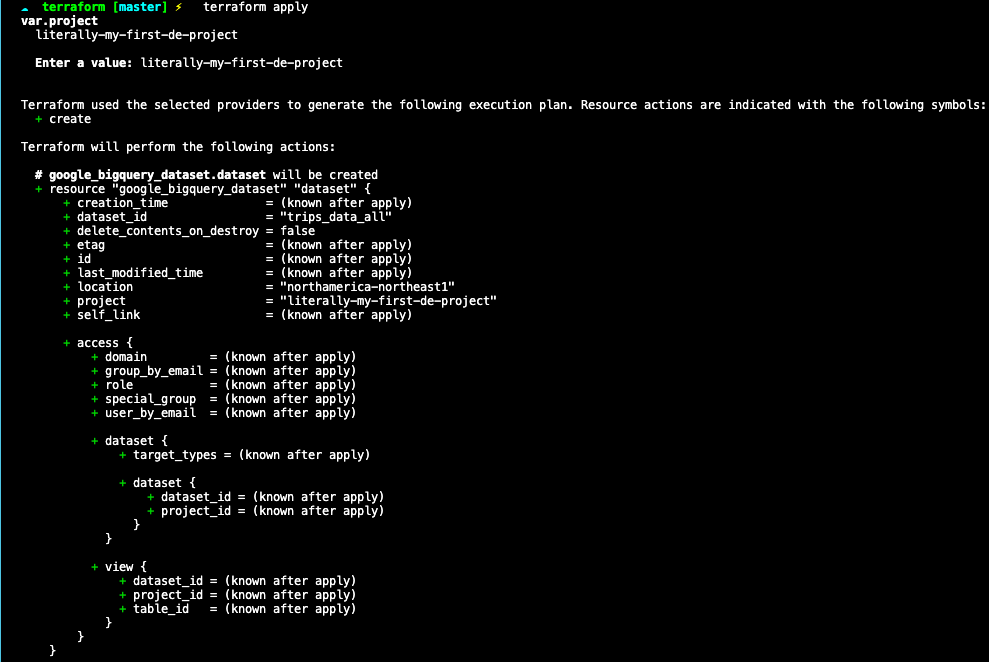 terraform [master] ⚡ terraform apply
var.project
  literally-my-first-de-project
  Enter a value: literally-my-first-de-project
Terraform used the selected providers to generate the following execution plan. Resource actions are indicated with the following symbols:
  + create
Terraform will perform the following actions:
  # google_bigquery_dataset.dataset will be created
  + resource "google_bigquery_dataset" "dataset" {
      + creation_time              = (known after apply)
      + dataset_id                 = "trips_data_all"
      + delete_contents_on_destroy = false
      + etag                       = (known after apply)
      + id                         = (known after apply)
      + last_modified_time         = (known after apply)
      + location                   = "northamerica-northeast1"
      + project                    = "literally-my-first-de-project"
      + self_link                  = (known after apply)
      + access {
          + domain         = (known after apply)
          + group_by_email = (known after apply)
          + role           = (known after apply)
          + special_group  = (known after apply)
          + user_by_email  = (known after apply)
          + dataset {
              + target_types = (known after apply)
              + dataset {
                  + dataset_id = (known after apply)
                  + project_id = (known after apply)
                }
            }
          + view {
              + dataset_id = (known after apply)
              + project_id = (known after apply)
              + table_id   = (known after apply)
            }
        }
    }